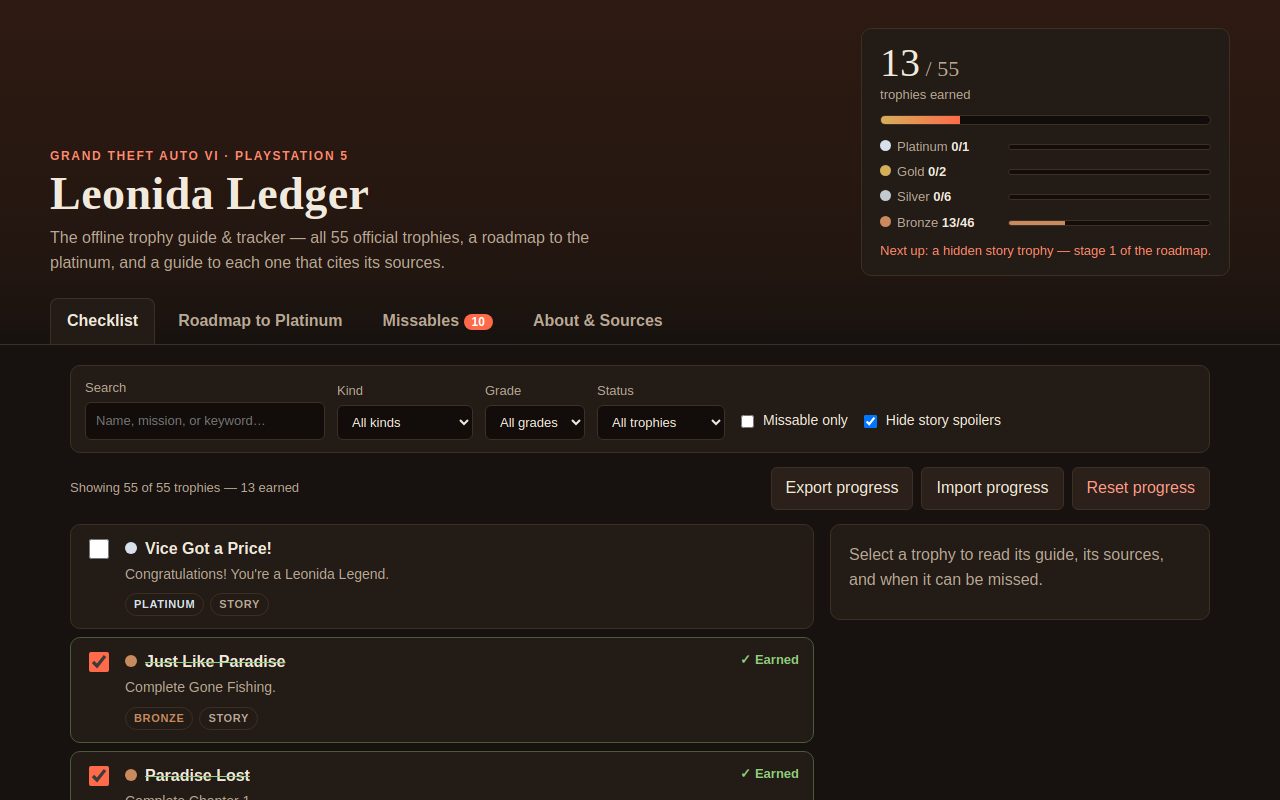 GRAND THEFT AUTO VI · PLAYSTATION 5
Leonida Ledger
The offline trophy guide & tracker — all 55 official trophies, a roadmap to the
platinum, and a guide to each one that cites its sources.
13 / 55
trophies earned
Platinum 0/1
Gold 0/2
Silver 0/6
Bronze 13/46
Next up: a hidden story trophy — stage 1 of the roadmap.
Checklist
Roadmap to Platinum
Missables 10
About & Sources
Search
Name, mission, or keyword…
Kind
All kinds
Grade
All grades
Status
All trophies
Missable only
Hide story spoilers
Showing 55 of 55 trophies — 13 earned
Export progress
Import progress
Reset progress
Vice Got a Price!
Congratulations! You're a Leonida Legend.
PLATINUM
STORY
Just Like Paradise
✓ Earned
Complete Gone Fishing.
BRONZE
STORY
Paradise Lost
✓ Earned
Complete Chapter 1.
Select a trophy to read its guide, its sources,
and when it can be missed.